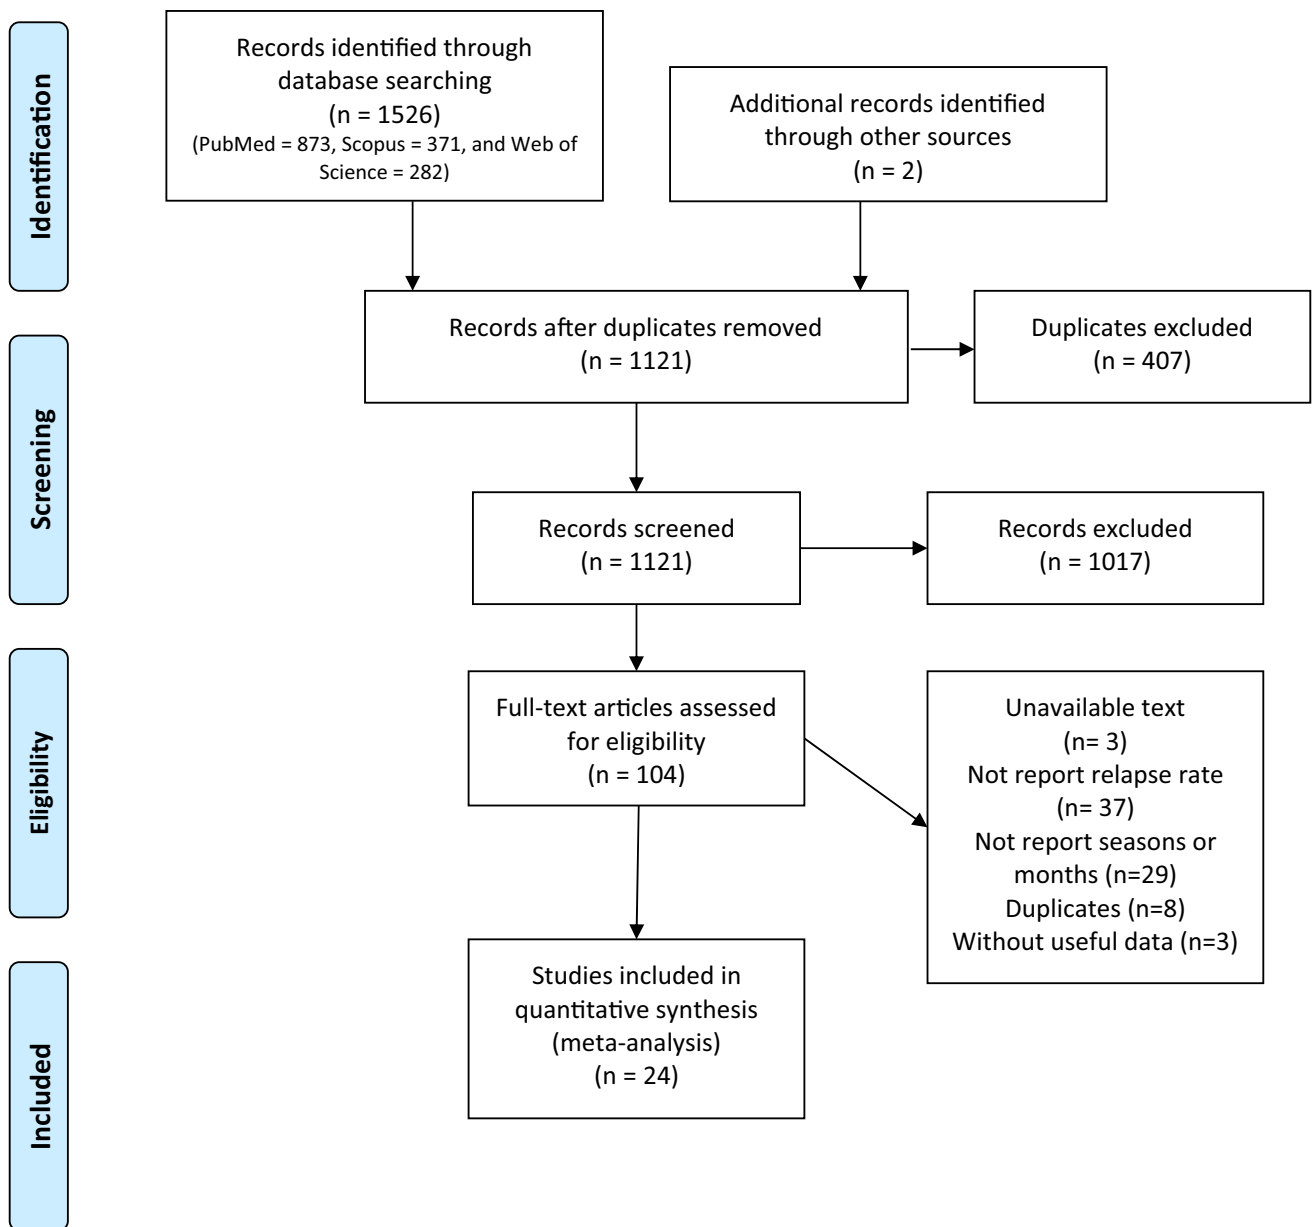 Identification
Records identified through
database searching
(n = 1526)
(PubMed = 873, Scopus = 371, and Web of
Science = 282)
Additional records identified
through other sources
(n = 2)
Records after duplicates removed
(n = 1121)
Duplicates excluded
(n = 407)
Screening
Records screened
(n = 1121)
Records excluded
(n = 1017)
Eligibility
Full-text articles assessed
for eligibility
(n = 104)
Unavailable text
(n= 3)
Not report relapse rate
(n= 37)
Not report seasons or
months (n=29)
Duplicates (n=8)
Without useful data (n=3)
Included
Studies included in
quantitative synthesis
(meta-analysis)
(n = 24)